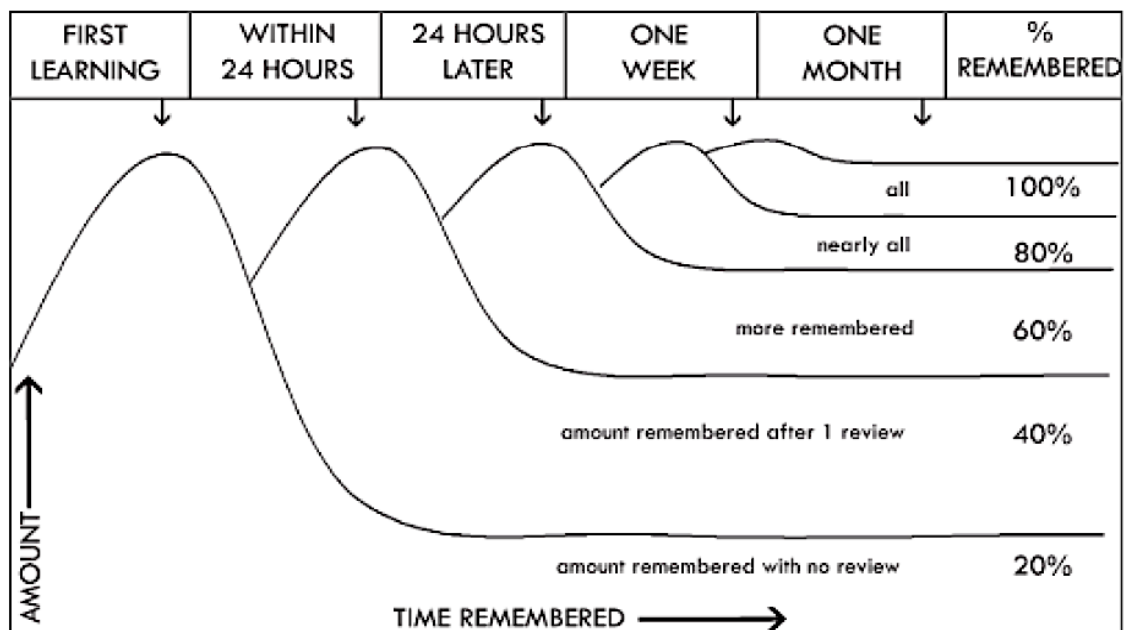 FIRST LEARNING
WITHIN 24 HOURS
24 HOURS LATER
ONE WEEK
ONE MONTH
% REMEMBERED
all 100%
nearly all 80%
more remembered 60%
amount remembered after 1 review 40%
amount remembered with no review 20%
AMOUNT
TIME REMEMBERED